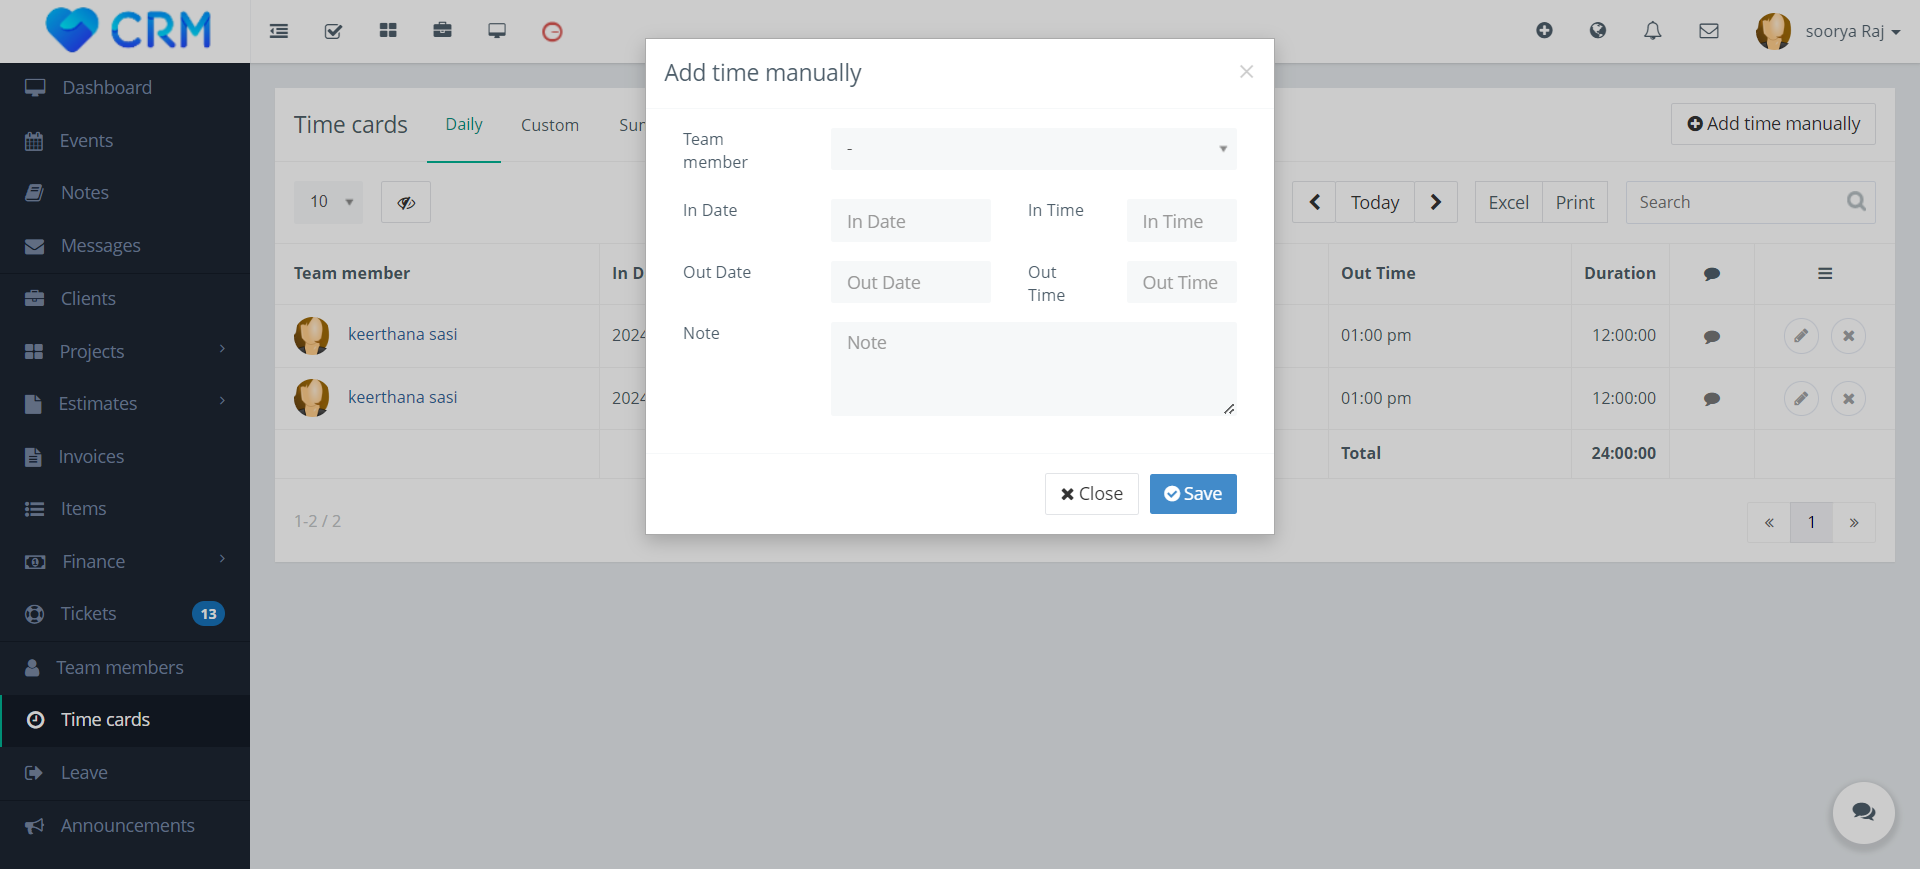 CRM
soorya Raj
Dashboard
Events
Notes
Messages
Clients
Projects
Estimates
Invoices
Items
Finance
Tickets 13
Team members
Time cards
Leave
Announcements
Time cards Daily Custom
Add time manually
10
Today
Excel Print
Search
Team member
Out Time Duration
keerthana sasi 2024 01:00 pm 12:00:00
keerthana sasi 2024 01:00 pm 12:00:00
Total 24:00:00
1-2 / 2
« 1 »
Add time manually
×
Team
member
-
In Date In Date In Time In Time
Out Date Out Date Out
Time
Out Time
Note Note
Close Save